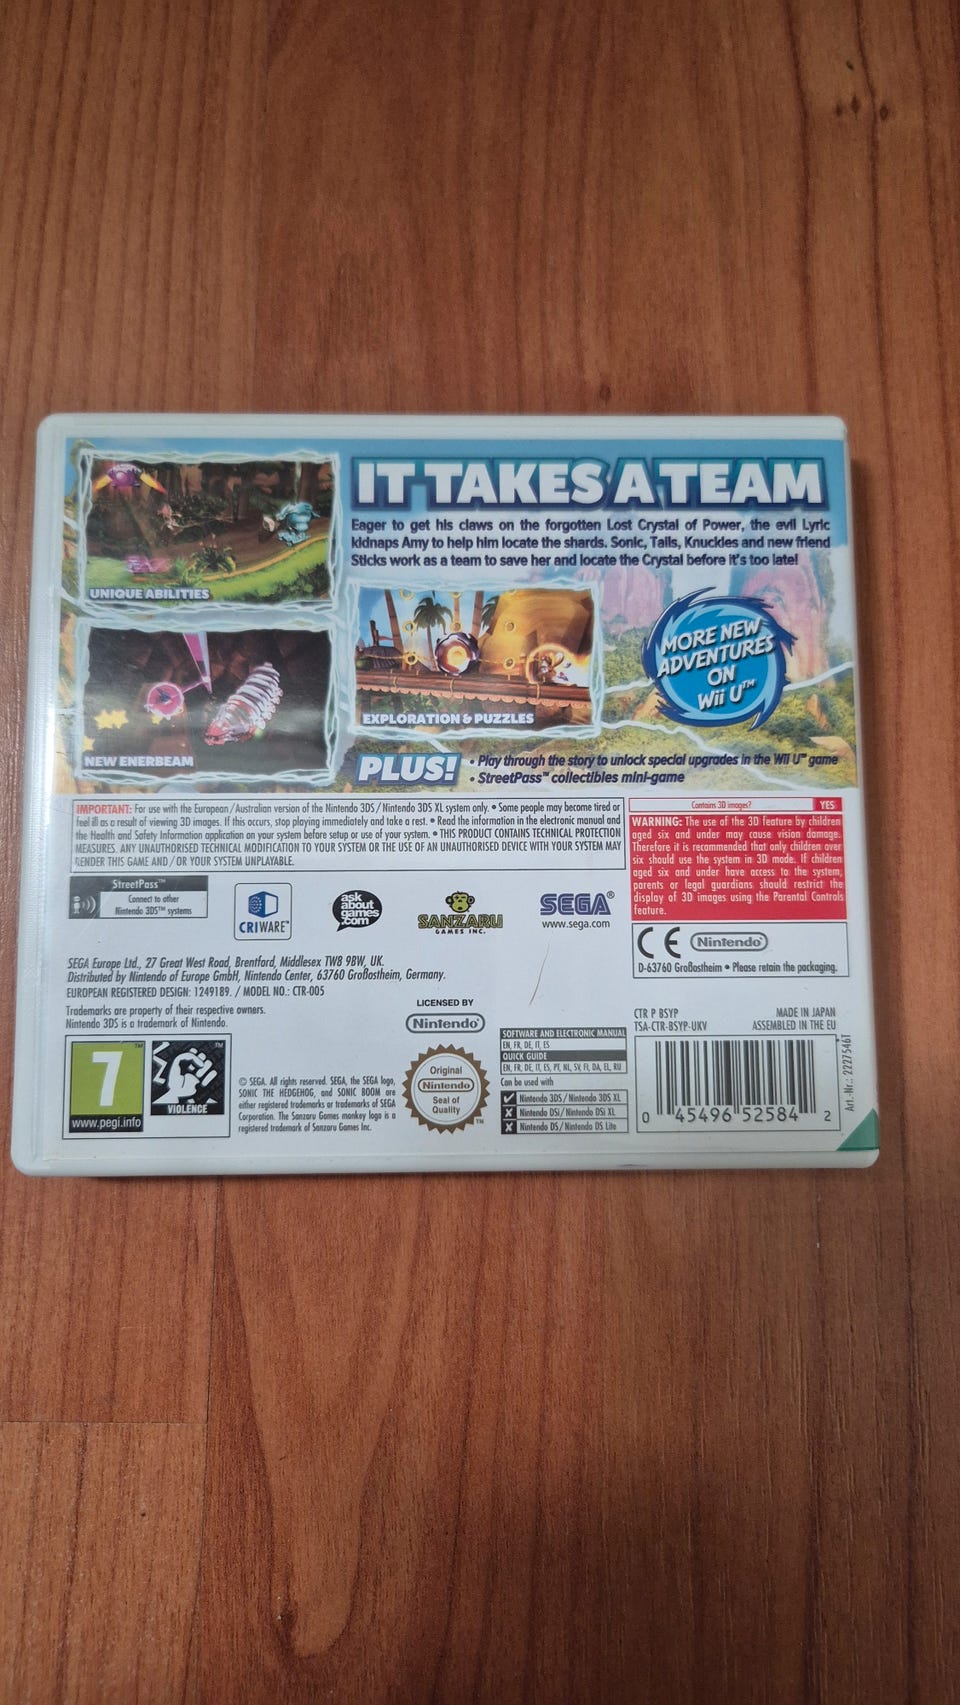 IT TAKES A TEAM
Eager to get his claws on the forgotten Lost Crystal of Power, the evil Lyric
kidnaps Amy to help him locate the shards. Sonic, Tails, Knuckles and new friend
Sticks work as a team to save her and locate the Crystal before it's too late!
UNIQUE ABILITIES
NEW ENERBEAM
EXPLORATION & PUZZLES
MORE NEW
ADVENTURES
ON
Wii U™
PLUS!
• Play through the story to unlock special upgrades in the Wii U™ game
• StreetPass™ collectibles mini-game
IMPORTANT: For use with the European/Australian version of the Nintendo 3DS/Nintendo 3DS XL system only. • Some people may become tired or
feel ill as a result of viewing 3D images. If this occurs, stop playing immediately and take a rest. • Read the information in the electronic manual and
the Health and Safety Information application on your system before setup or use of your system. • THIS PRODUCT CONTAINS TECHNICAL PROTECTION
MEASURES. ANY UNAUTHORISED TECHNICAL MODIFICATION TO YOUR SYSTEM OR THE USE OF AN UNAUTHORISED DEVICE WITH YOUR SYSTEM MAY
RENDER THIS GAME AND/OR YOUR SYSTEM UNPLAYABLE.
Contains 3D images? YES
WARNING: The use of the 3D feature by children
aged six and under may cause vision damage.
Therefore it is recommended that only children over
six should use the system in 3D mode. If children
aged six and under have access to the system,
parents or legal guardians should restrict the
display of 3D images using the Parental Controls
feature.
StreetPass™
Connect to other
Nintendo 3DS™ systems
CRIWARE™
ask
about
games
.com
SANZARU
GAMES INC.
SEGA®
www.sega.com
CE Nintendo®
D-63760 Großostheim • Please retain the packaging.
SEGA Europe Ltd., 27 Great West Road, Brentford, Middlesex TW8 9BW, UK.
Distributed by Nintendo of Europe GmbH, Nintendo Center, 63760 Großostheim, Germany.
EUROPEAN REGISTERED DESIGN: 1249189. / MODEL NO.: CTR-005
Trademarks are property of their respective owners.
Nintendo 3DS is a trademark of Nintendo.
LICENSED BY
Nintendo®
CTR P BSYP
TSA-CTR-BSYP-UKV
MADE IN JAPAN
ASSEMBLED IN THE EU
7™
www.pegi.info
™
VIOLENCE
© SEGA. All rights reserved. SEGA, the SEGA logo,
SONIC THE HEDGEHOG, and SONIC BOOM are
either registered trademarks or trademarks of SEGA
Corporation. The Sanzaru Games monkey logo is a
registered trademark of Sanzaru Games Inc.
Original
Nintendo®
Seal of
Quality
™
SOFTWARE AND ELECTRONIC MANUAL
EN, FR, DE, IT, ES
QUICK GUIDE
EN, FR, DE, IT, ES, PT, NL, SV, FI, DA, EL, RU
Can be used with
Nintendo 3DS/Nintendo 3DS XL
Nintendo DSi/Nintendo DSi XL
Nintendo DS/Nintendo DS Lite
0 45496 52584 2
Art.-Nr.: 2227546T